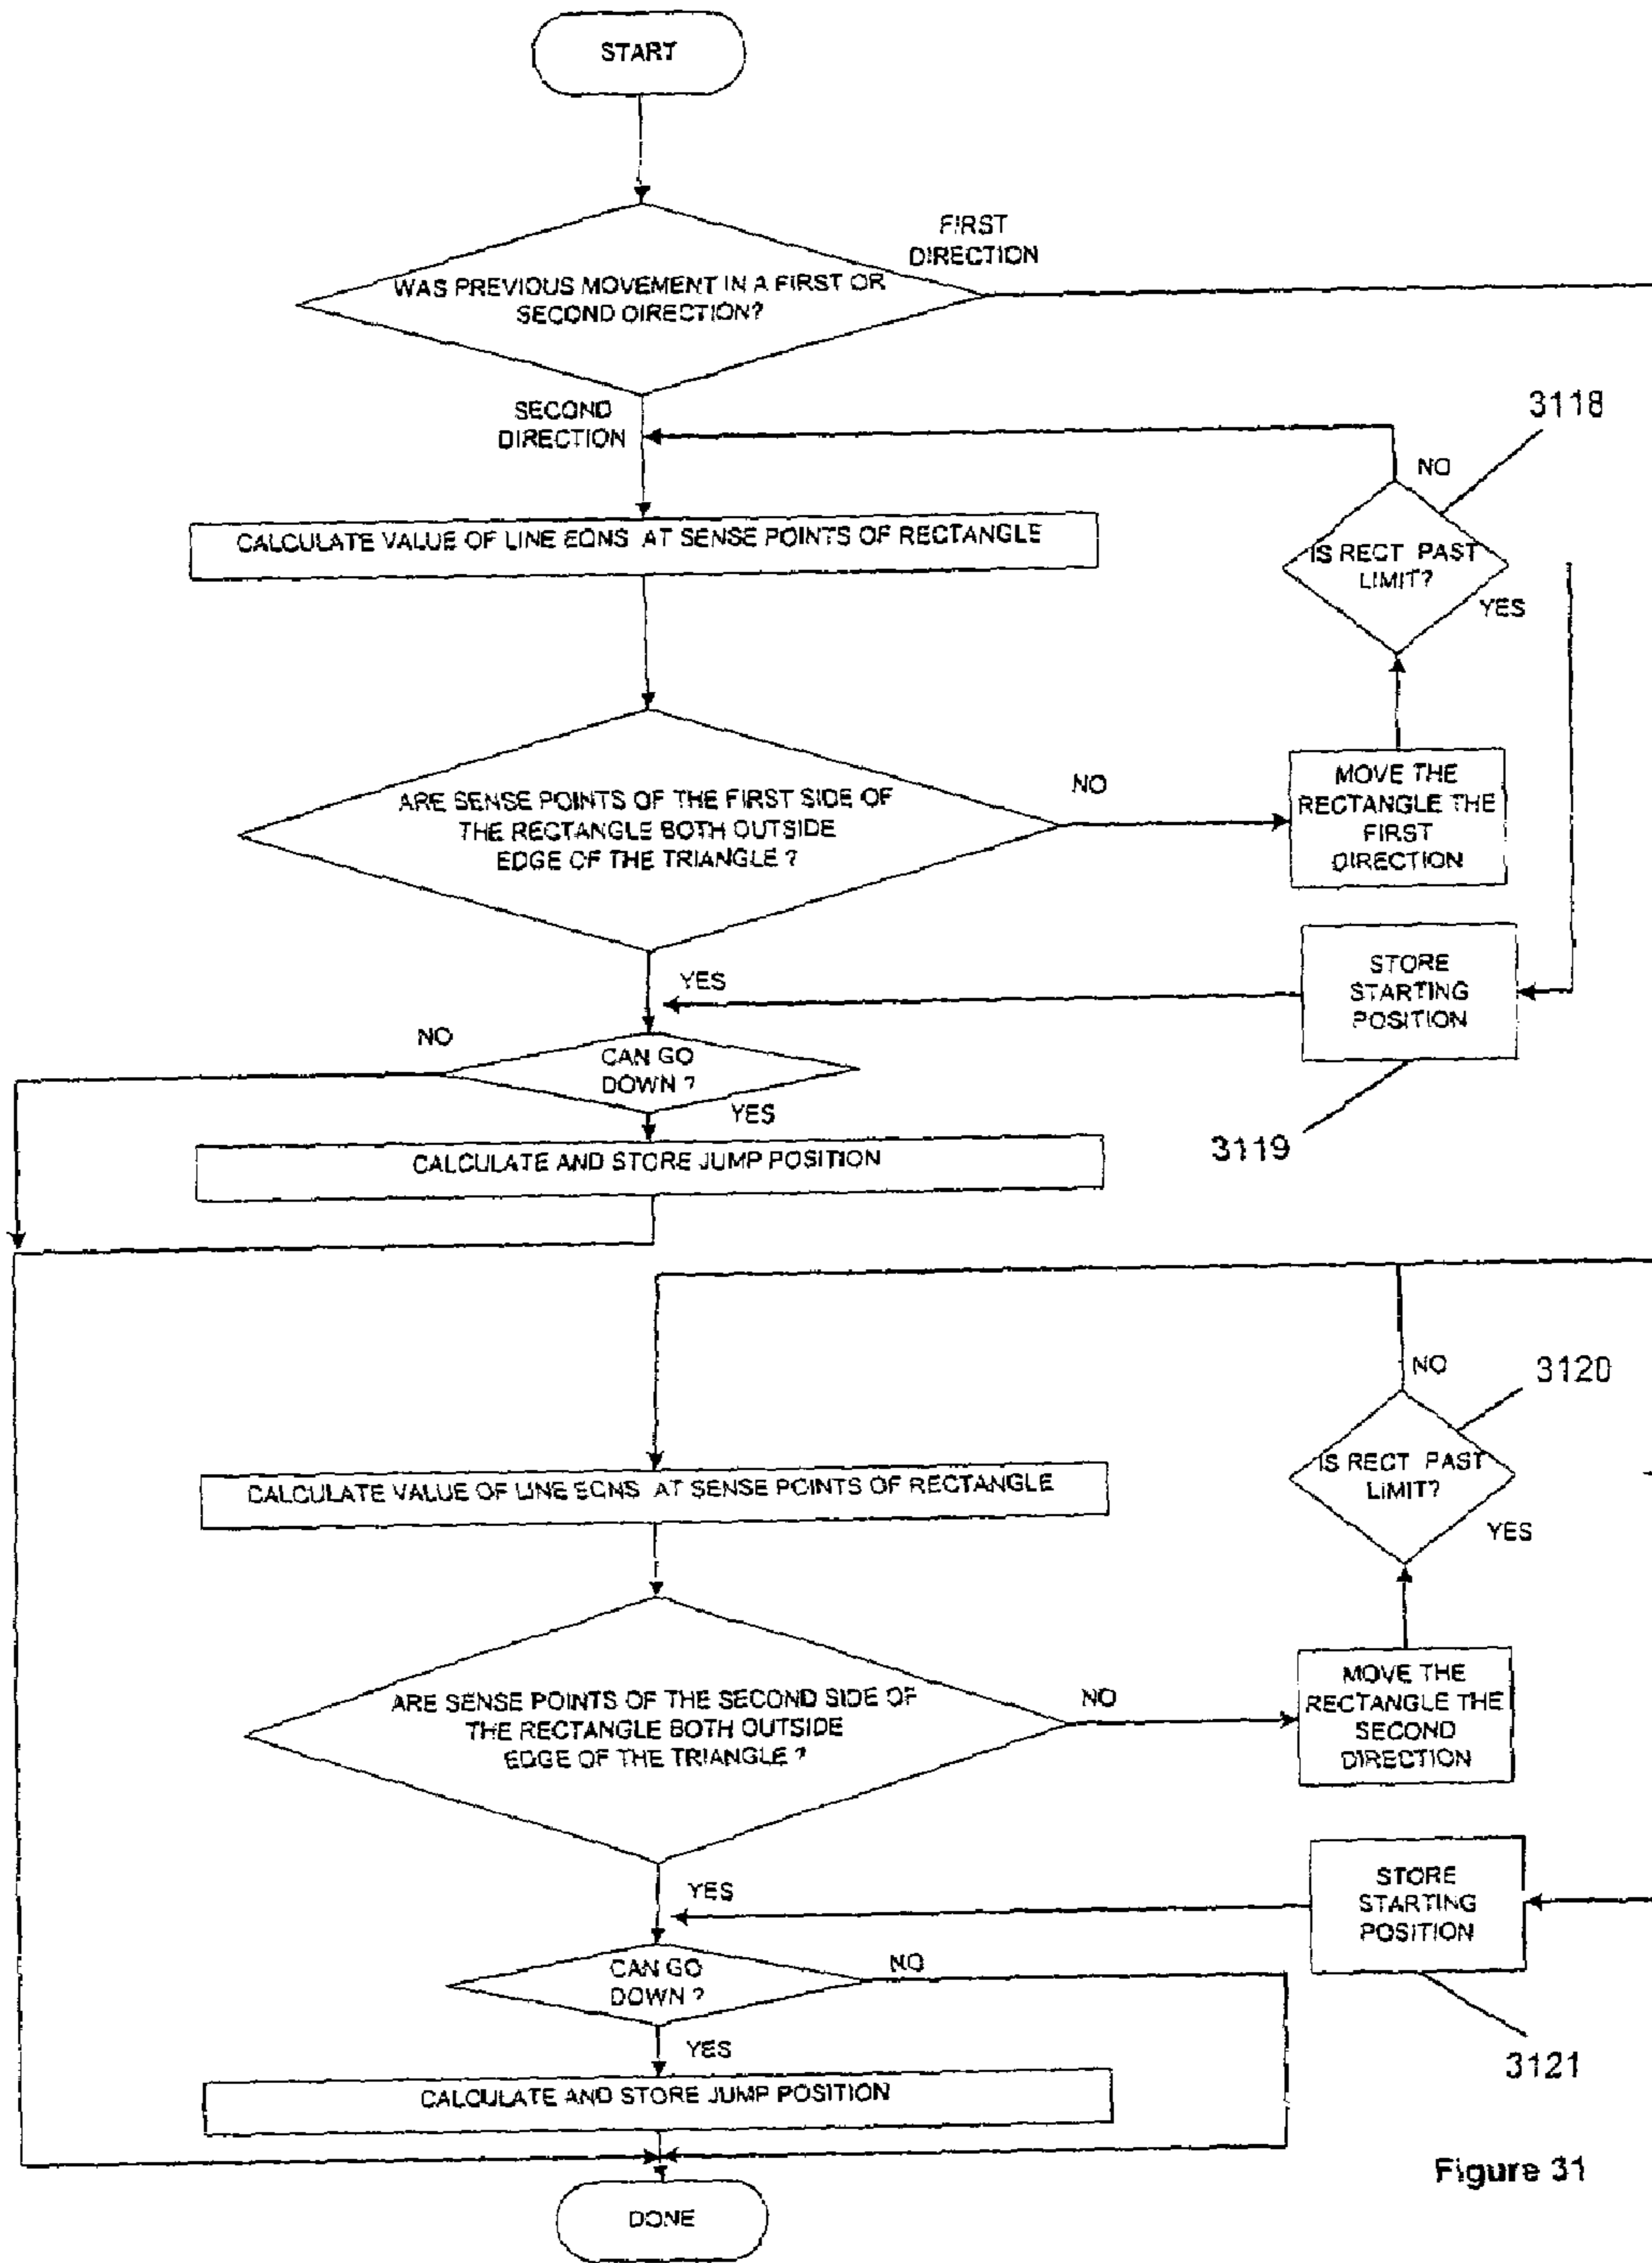 START
FIRST
DIRECTION
WAS PREVIOUS MOVEMENT IN A FIRST OR
SECOND DIRECTION?
SECOND
DIRECTION
3118
NO
IS RECT PAST
LIMIT?
YES
CALCULATE VALUE OF LINE EQNS AT SENSE POINTS OF RECTANGLE
ARE SENSE POINTS OF THE FIRST SIDE OF
THE RECTANGLE BOTH OUTSIDE
EDGE OF THE TRIANGLE ?
NO
MOVE THE
RECTANGLE THE
FIRST
DIRECTION
YES
STORE
STARTING
POSITION
3119
NO
CAN GO
DOWN ?
YES
CALCULATE AND STORE JUMP POSITION
NO
3120
IS RECT PAST
LIMIT?
YES
CALCULATE VALUE OF LINE EQNS AT SENSE POINTS OF RECTANGLE
ARE SENSE POINTS OF THE SECOND SIDE OF
THE RECTANGLE BOTH OUTSIDE
EDGE OF THE TRIANGLE ?
NO
MOVE THE
RECTANGLE THE
SECOND
DIRECTION
YES
STORE
STARTING
POSITION
3121
CAN GO
DOWN ?
NO
YES
CALCULATE AND STORE JUMP POSITION
DONE
Figure 31